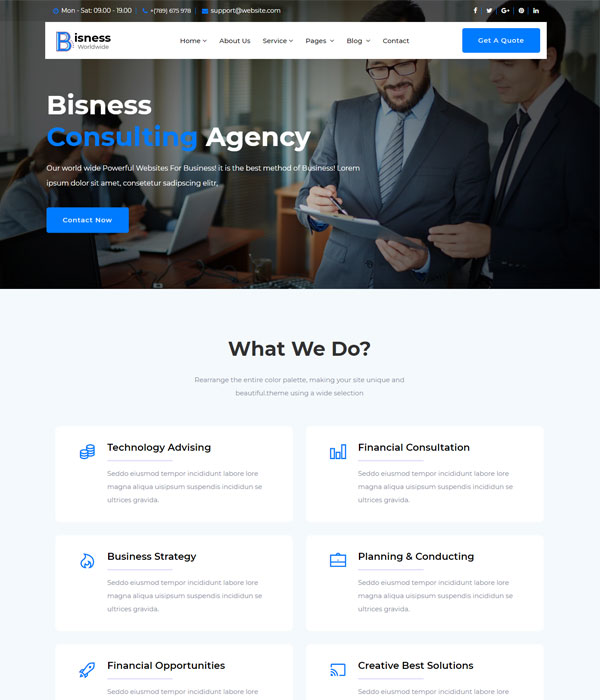 Mon - Sat: 09.00 - 19.00 +(789) 675 978 support@website.com
Bisness
Worldwide
Home About Us Service Pages Blog Contact
Get A Quote
Bisness
Consulting Agency
Our world wide Powerful Websites For Business! it is the best method of Business! Lorem
ipsum dolor sit amet, consetetur sadipscing elitr,
Contact Now
What We Do?
Rearrange the entire color palette, making your site unique and
beautiful.theme using a wide selection
Technology Advising
Seddo eiusmod tempor incididunt labore lore
magna aliqua uisipsum suspendis incididun se
ultrices gravida.
Financial Consultation
Seddo eiusmod tempor incididunt labore lore
magna aliqua uisipsum suspendis incididun se
ultrices gravida.
Business Strategy
Seddo eiusmod tempor incididunt labore lore
magna aliqua uisipsum suspendis incididun se
ultrices gravida.
Planning & Conducting
Seddo eiusmod tempor incididunt labore lore
magna aliqua uisipsum suspendis incididun se
ultrices gravida.
Financial Opportunities
Seddo eiusmod tempor incididunt labore lore
Creative Best Solutions
Seddo eiusmod tempor incididunt labore lore